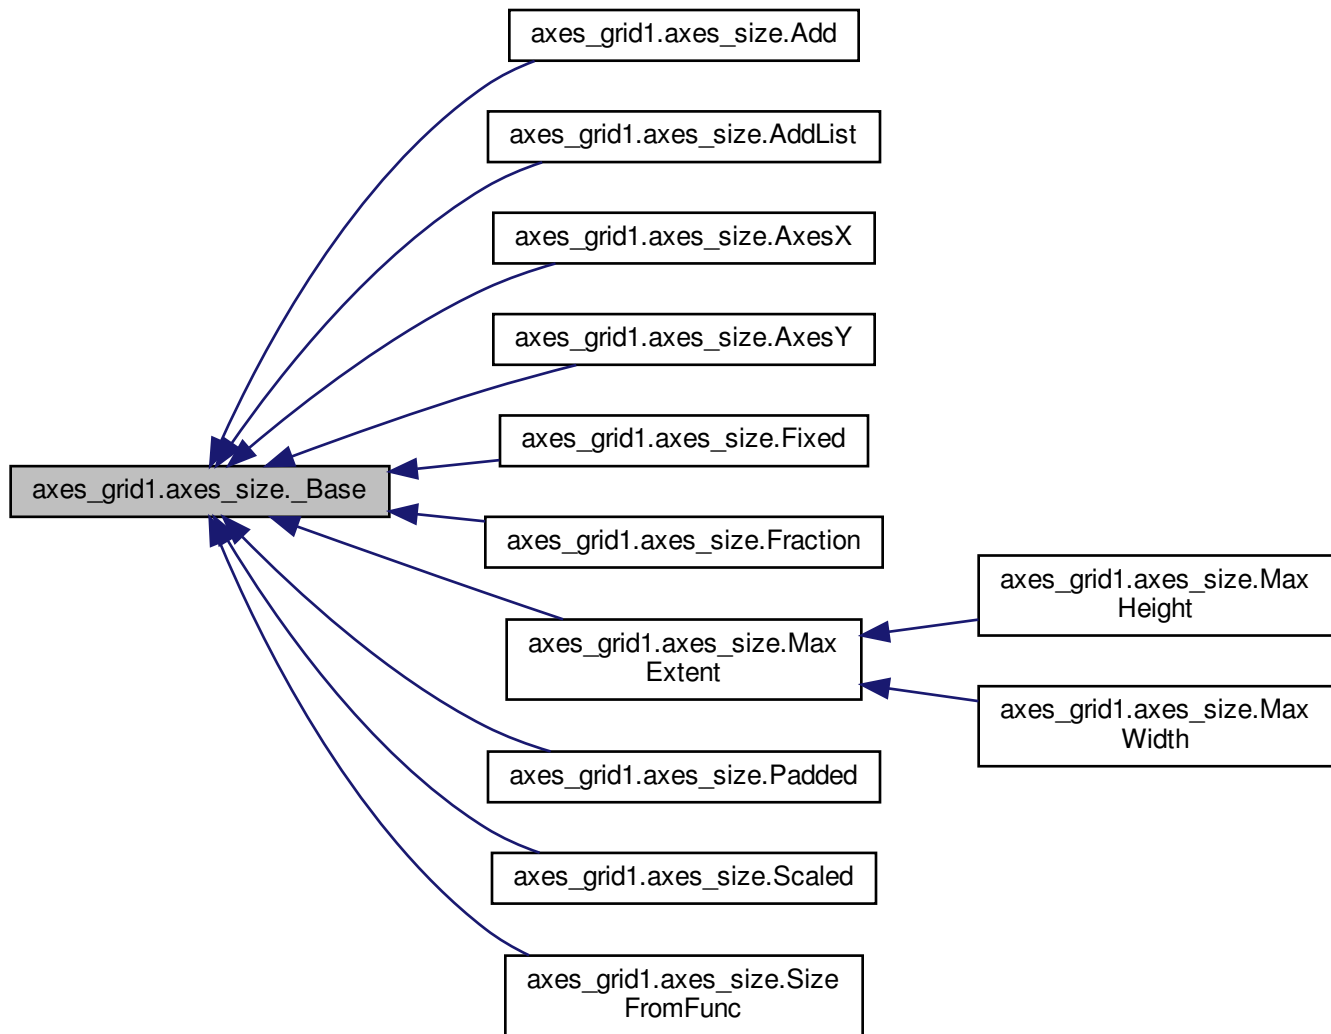 axes_grid1.axes_size._Base
axes_grid1.axes_size.Add
axes_grid1.axes_size.AddList
axes_grid1.axes_size.AxesX
axes_grid1.axes_size.AxesY
axes_grid1.axes_size.Fixed
axes_grid1.axes_size.Fraction
axes_grid1.axes_size.Max
Extent
axes_grid1.axes_size.Padded
axes_grid1.axes_size.Scaled
axes_grid1.axes_size.Size
FromFunc
axes_grid1.axes_size.Max
Height
axes_grid1.axes_size.Max
Width